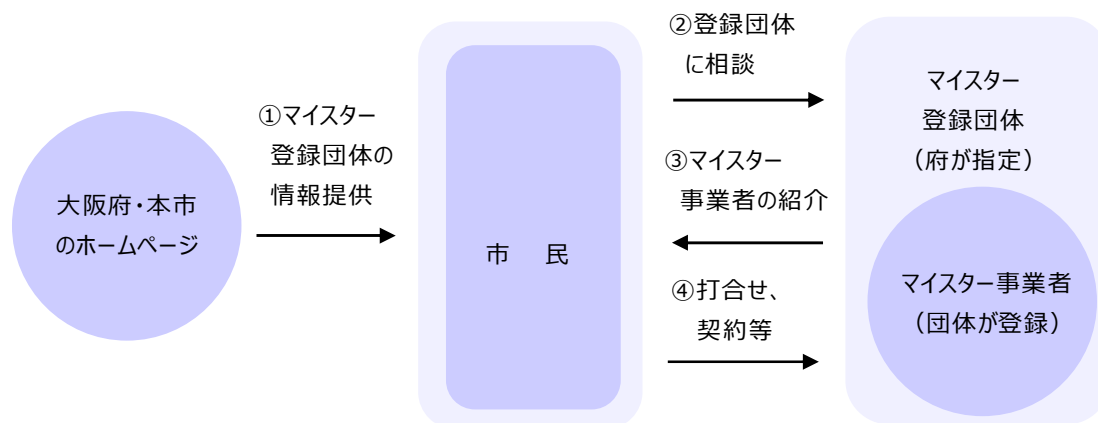 大阪府・本市
のホームページ
①マイスター
登録団体の
情報提供
市　民
②登録団体
に相談
③マイスター
事業者の紹介
④打合せ、
契約等
マイスター
登録団体
（府が指定）
マイスター事業者
（団体が登録）